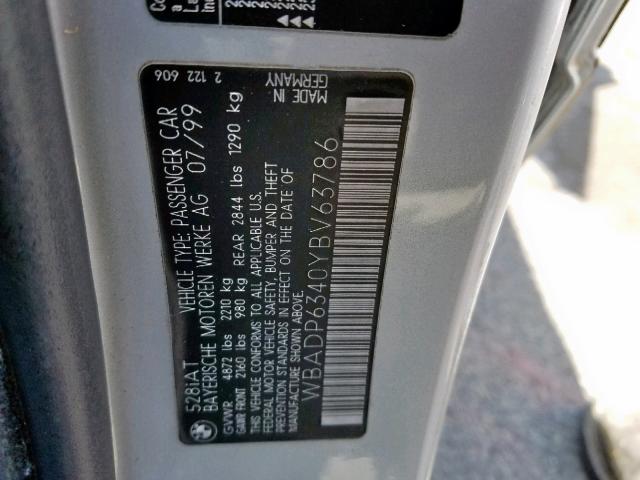 528iAT VEHICLE TYPE: PASSENGER CAR 2 122 606
BAYERISCHE MOTOREN WERKE AG 07/99
GVWR 4872 lbs 2210 kg
GAWR FRONT 2160 lbs 980 kg REAR 2844 lbs 1290 kg
THIS VEHICLE CONFORMS TO ALL APPLICABLE U.S.
FEDERAL MOTOR VEHICLE SAFETY, BUMPER AND THEFT
PREVENTION STANDARDS IN EFFECT ON THE DATE OF
MANUFACTURE SHOWN ABOVE.
MADE IN
GERMANY
WBADP6340YBV63786